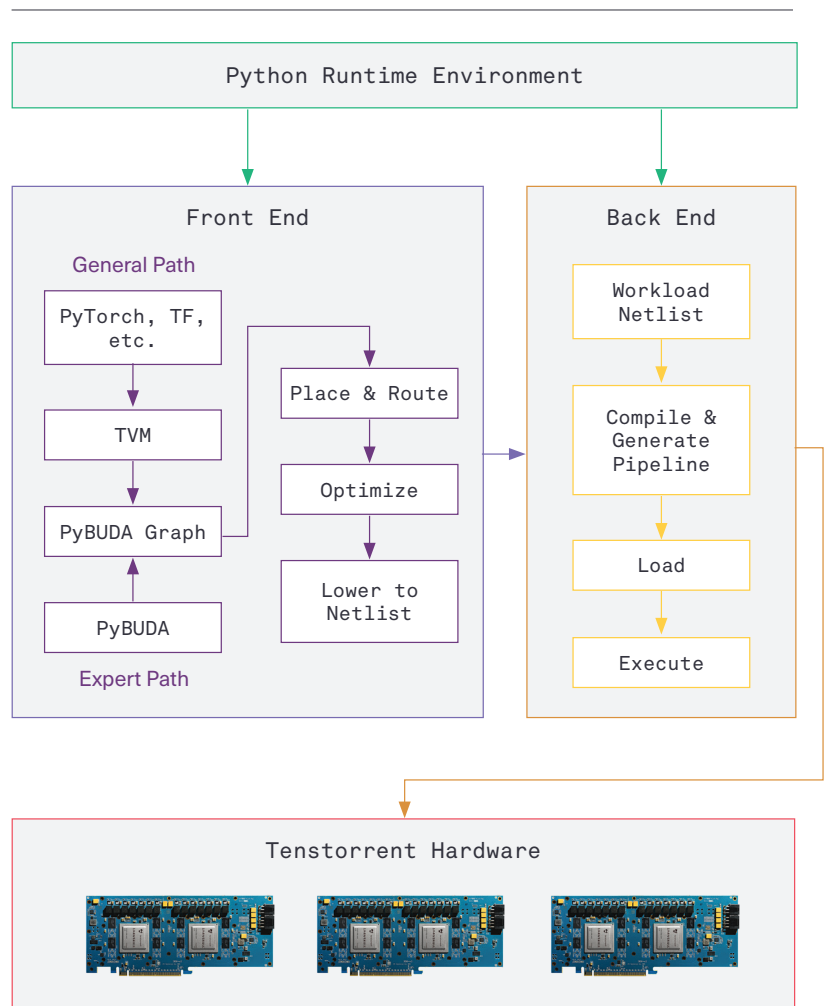 Python Runtime Environment
Front End
General Path
PyTorch, TF,
etc.
TVM
PyBUDA Graph
PyBUDA
Expert Path
Place & Route
Optimize
Lower to
Netlist
Back End
Workload
Netlist
Compile &
Generate
Pipeline
Load
Execute
Tenstorrent Hardware